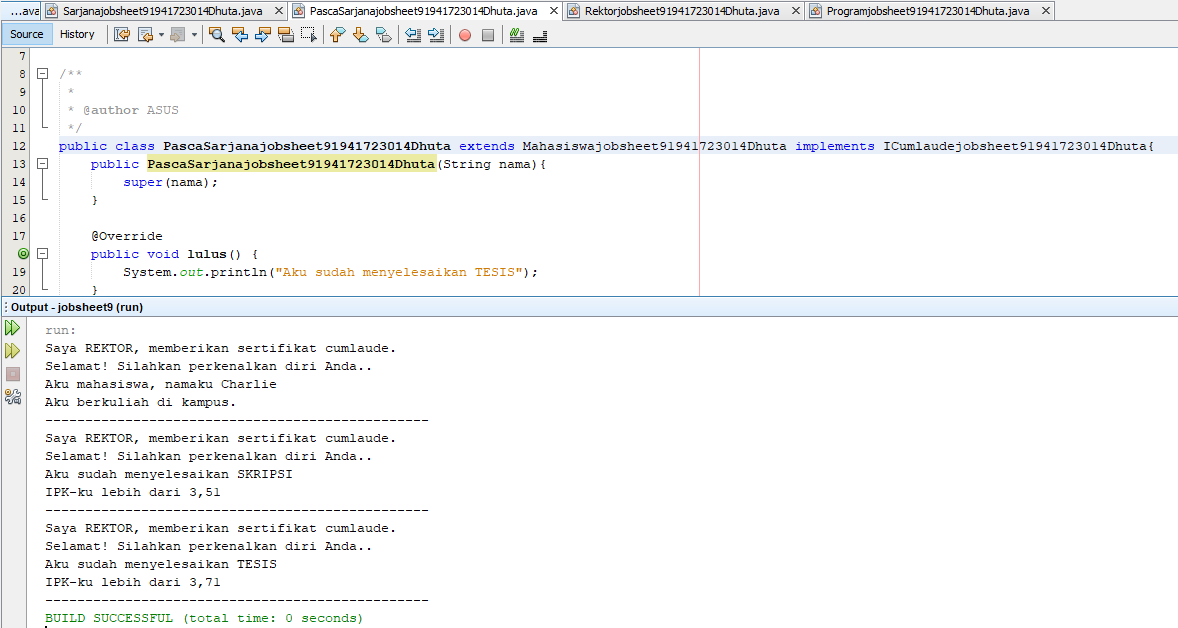 ...ava Sarjanajobsheet91941723014Dhuta.java PascaSarjanajobsheet91941723014Dhuta.java Rektorjobsheet91941723014Dhuta.java Programjobsheet91941723014Dhuta.java
Source History
7
8 /**
9 *
10 * @author ASUS
11 */
12 public class PascaSarjanajobsheet91941723014Dhuta extends Mahasiswajobsheet91941723014Dhuta implements ICumlaudejobsheet91941723014Dhuta{
13 public PascaSarjanajobsheet91941723014Dhuta(String nama){
14 super(nama);
15 }
16
17 @Override
public void lulus() {
19 System.out.println("Aku sudah menyelesaikan TESIS");
20 }
Output - jobsheet9 (run)
run:
Saya REKTOR, memberikan sertifikat cumlaude.
Selamat! Silahkan perkenalkan diri Anda..
Aku mahasiswa, namaku Charlie
Aku berkuliah di kampus.
------------------------------------------------
Saya REKTOR, memberikan sertifikat cumlaude.
Selamat! Silahkan perkenalkan diri Anda..
Aku sudah menyelesaikan SKRIPSI
IPK-ku lebih dari 3,51
------------------------------------------------
Saya REKTOR, memberikan sertifikat cumlaude.
Selamat! Silahkan perkenalkan diri Anda..
Aku sudah menyelesaikan TESIS
IPK-ku lebih dari 3,71
------------------------------------------------
BUILD SUCCESSFUL (total time: 0 seconds)